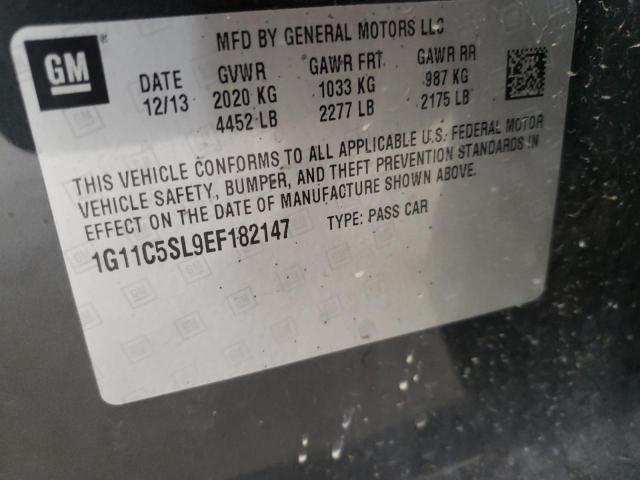 GM
MFD BY GENERAL MOTORS LLC
DATE GVWR GAWR FRT GAWR RR
12/13 2020 KG 1033 KG 987 KG
4452 LB 2277 LB 2175 LB
THIS VEHICLE CONFORMS TO ALL APPLICABLE U.S. FEDERAL MOTOR
VEHICLE SAFETY, BUMPER, AND THEFT PREVENTION STANDARDS IN
EFFECT ON THE DATE OF MANUFACTURE SHOWN ABOVE.
1G11C5SL9EF182147 TYPE: PASS CAR